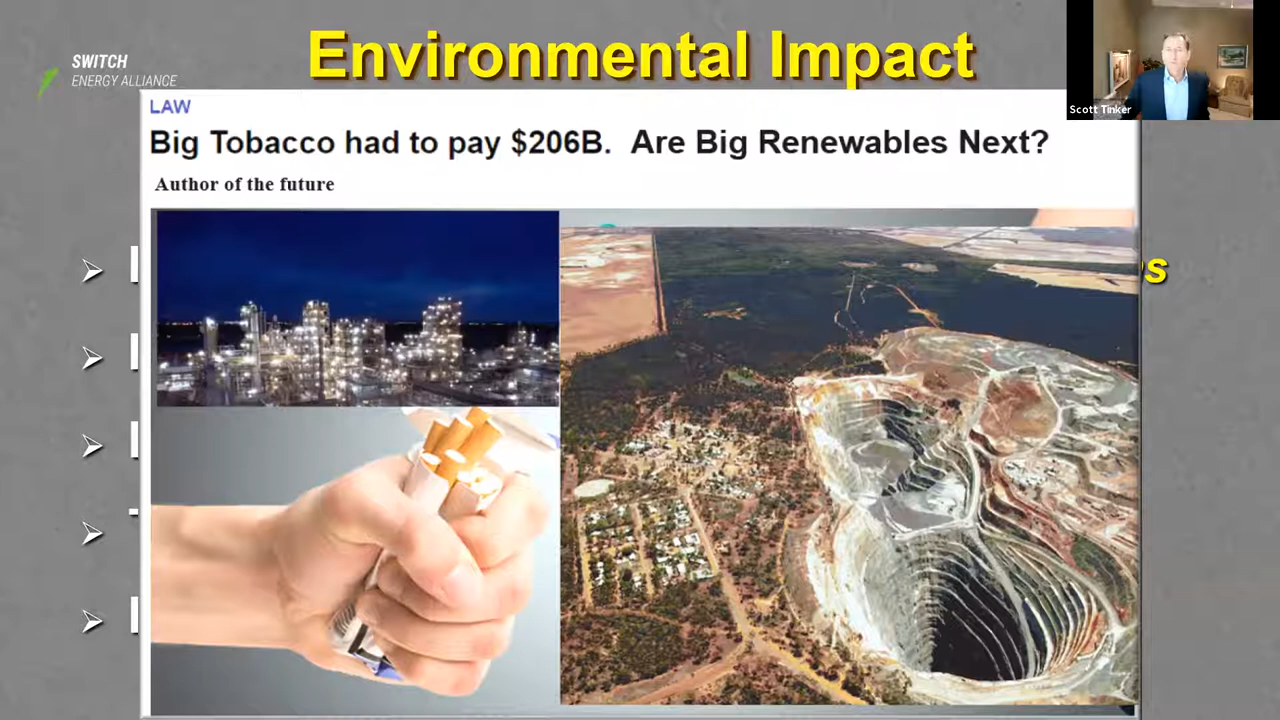 Environmental Impact
SWITCH
ENERGY ALLIANCE
Scott Tinker
LAW
Big Tobacco had to pay $206B. Are Big Renewables Next?
Author of the future